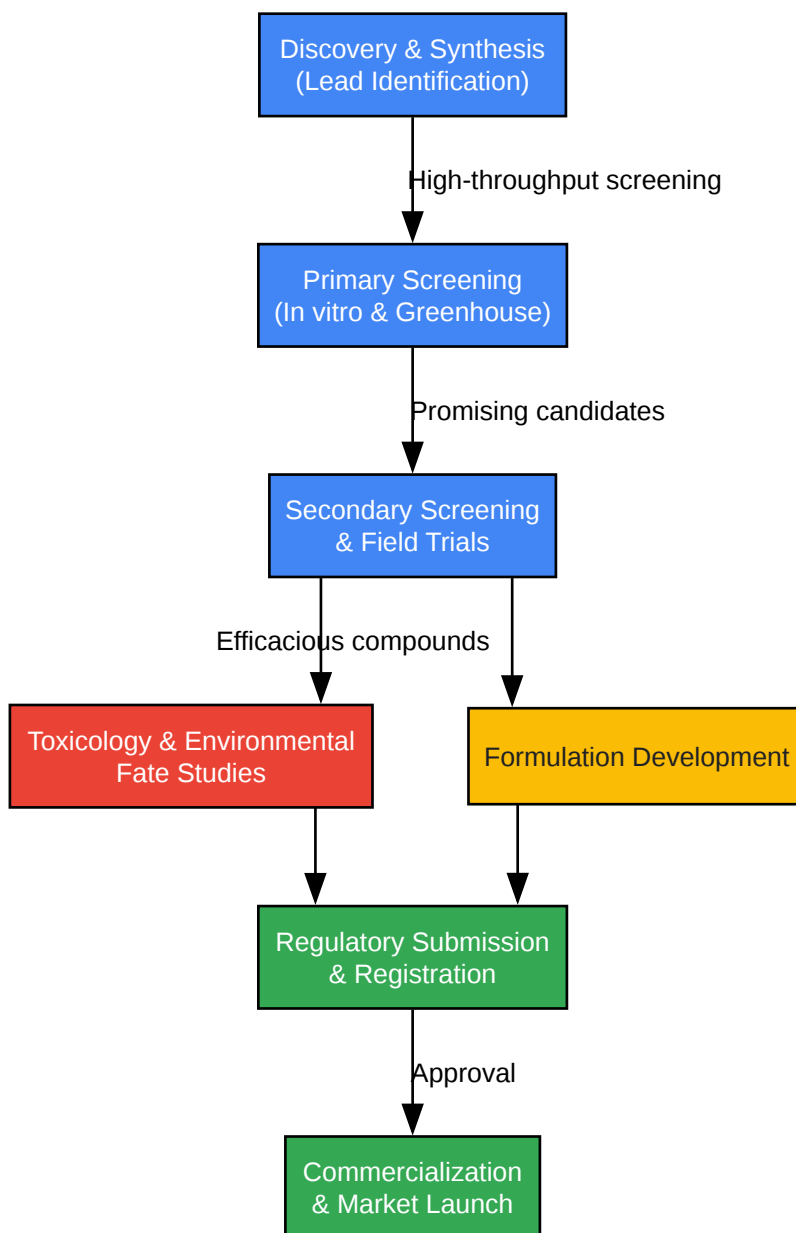 Discovery & Synthesis
(Lead Identification)
High-throughput screening
Primary Screening
(In vitro & Greenhouse)
Promising candidates
Secondary Screening
& Field Trials
Efficacious compounds
Toxicology & Environmental
Fate Studies
Formulation Development
Regulatory Submission
& Registration
Approval
Commercialization
& Market Launch